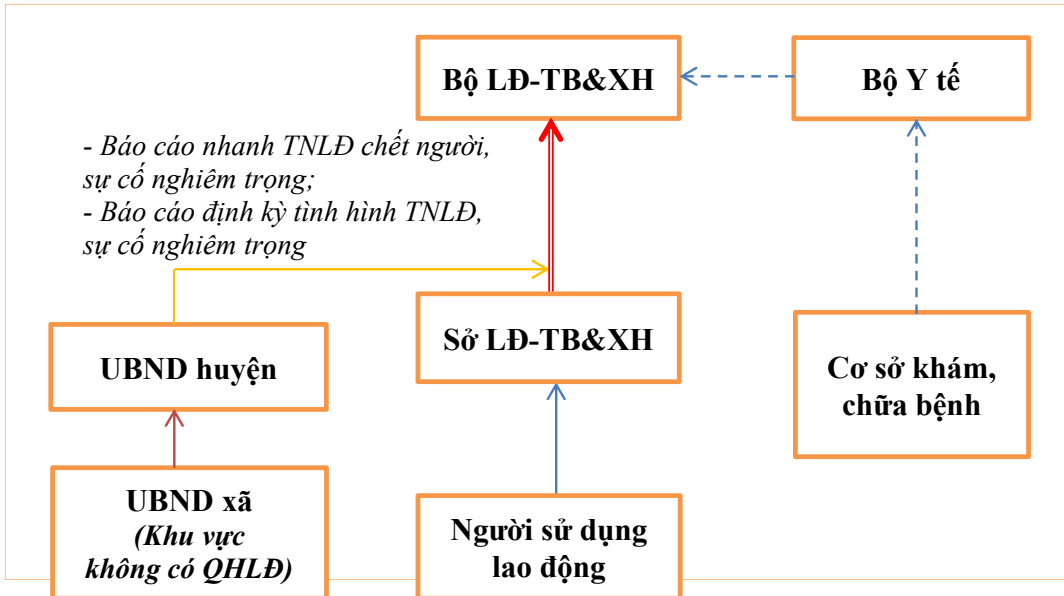 Bộ LĐ-TB&XH
Bộ Y tế
- Báo cáo nhanh TNLĐ chết người,
sự cố nghiêm trọng;
- Báo cáo định kỳ tình hình TNLĐ,
sự cố nghiêm trọng
UBND huyện
Sở LĐ-TB&XH
Cơ sở khám,
chữa bệnh
UBND xã
(Khu vực
không có QHLĐ)
Người sử dụng
lao động